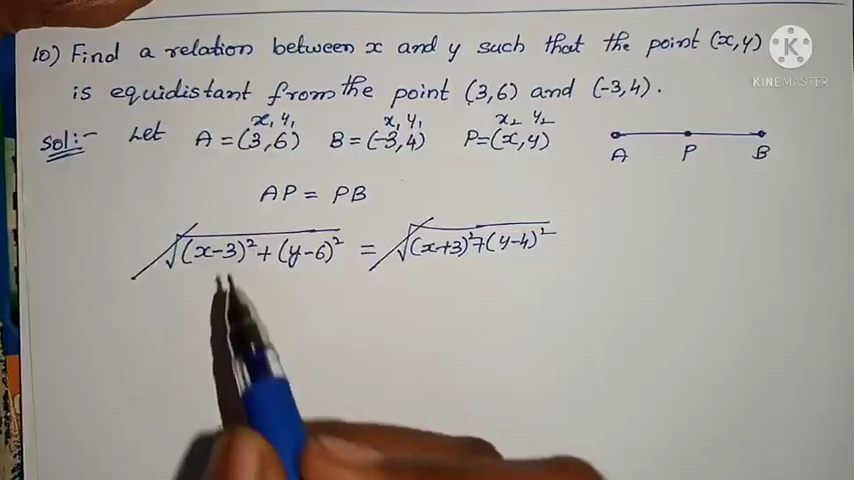 10) Find a relation between x and y such that the point (x,y)
is equidistant from the point (3,6) and (-3,4).
x₁ y₁ x₁ y₁ x₂ y₂
Sol:- Let A = (3,6) B = (-3,4) P = (x,y)
A P B
AP = PB
√(x-3)²+(y-6)² = √(x+3)²+(y-4)²
K
KINEMASTER